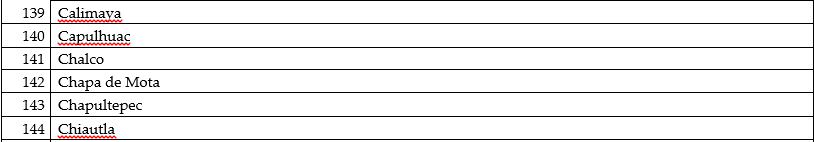 139 Calimaya
140 Capulhuac
141 Chalco
142 Chapa de Mota
143 Chapultepec
144 Chiautla